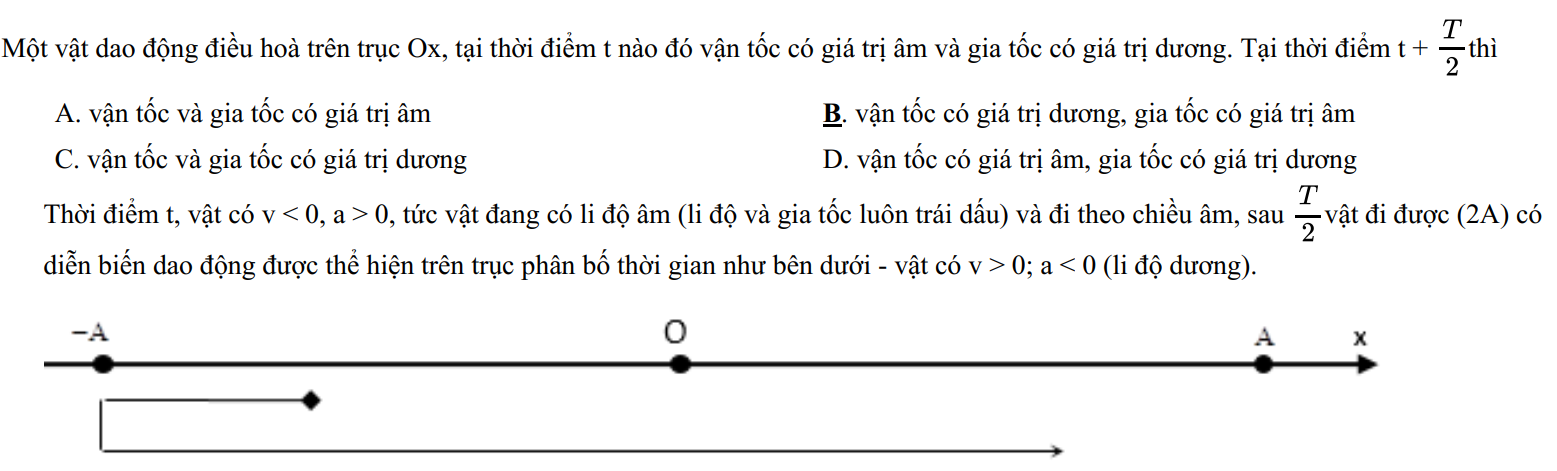 Một vật dao động điều hoà trên trục Ox, tại thời điểm t nào đó vận tốc có giá trị âm và gia tốc có giá trị dương. Tại thời điểm t + T/2 thì
A. vận tốc và gia tốc có giá trị âm
B. vận tốc có giá trị dương, gia tốc có giá trị âm
C. vận tốc và gia tốc có giá trị dương
D. vận tốc có giá trị âm, gia tốc có giá trị dương
Thời điểm t, vật có v < 0, a > 0, tức vật đang có li độ âm (li độ và gia tốc luôn trái dấu) và đi theo chiều âm, sau T/2 vật đi được (2A) có
diễn biến dao động được thể hiện trên trục phân bố thời gian như bên dưới - vật có v > 0; a < 0 (li độ dương).
−A O A x